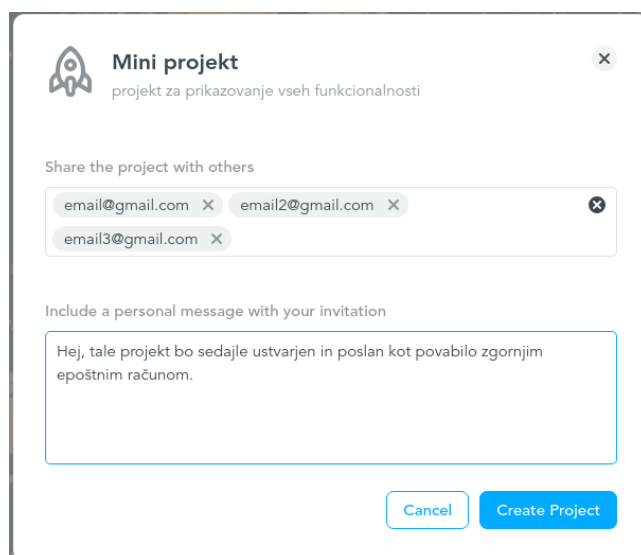 Mini projekt
projekt za prikazovanje vseh funkcionalnosti
Share the project with others
email@gmail.com
email2@gmail.com
email3@gmail.com
Include a personal message with your invitation
Hej, tale projekt bo sedajle ustvarjen in poslan kot povabilo zgornjim
epoštnim računom.
Cancel
Create Project